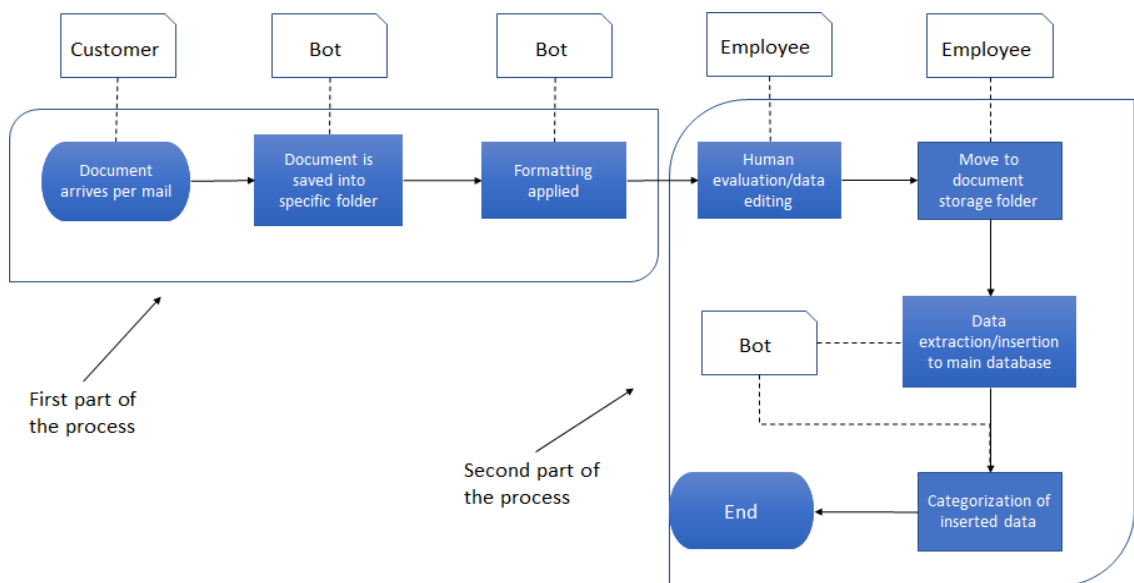 Customer
Bot
Bot
Employee
Employee
Document
arrives per mail
Document is
saved into
specific folder
Formatting
applied
Human
evaluation/data
editing
Move to
document
storage folder
First part of
the process
Bot
Data
extraction/insertion
to main database
Second part of
the process
End
Categorization of
inserted data